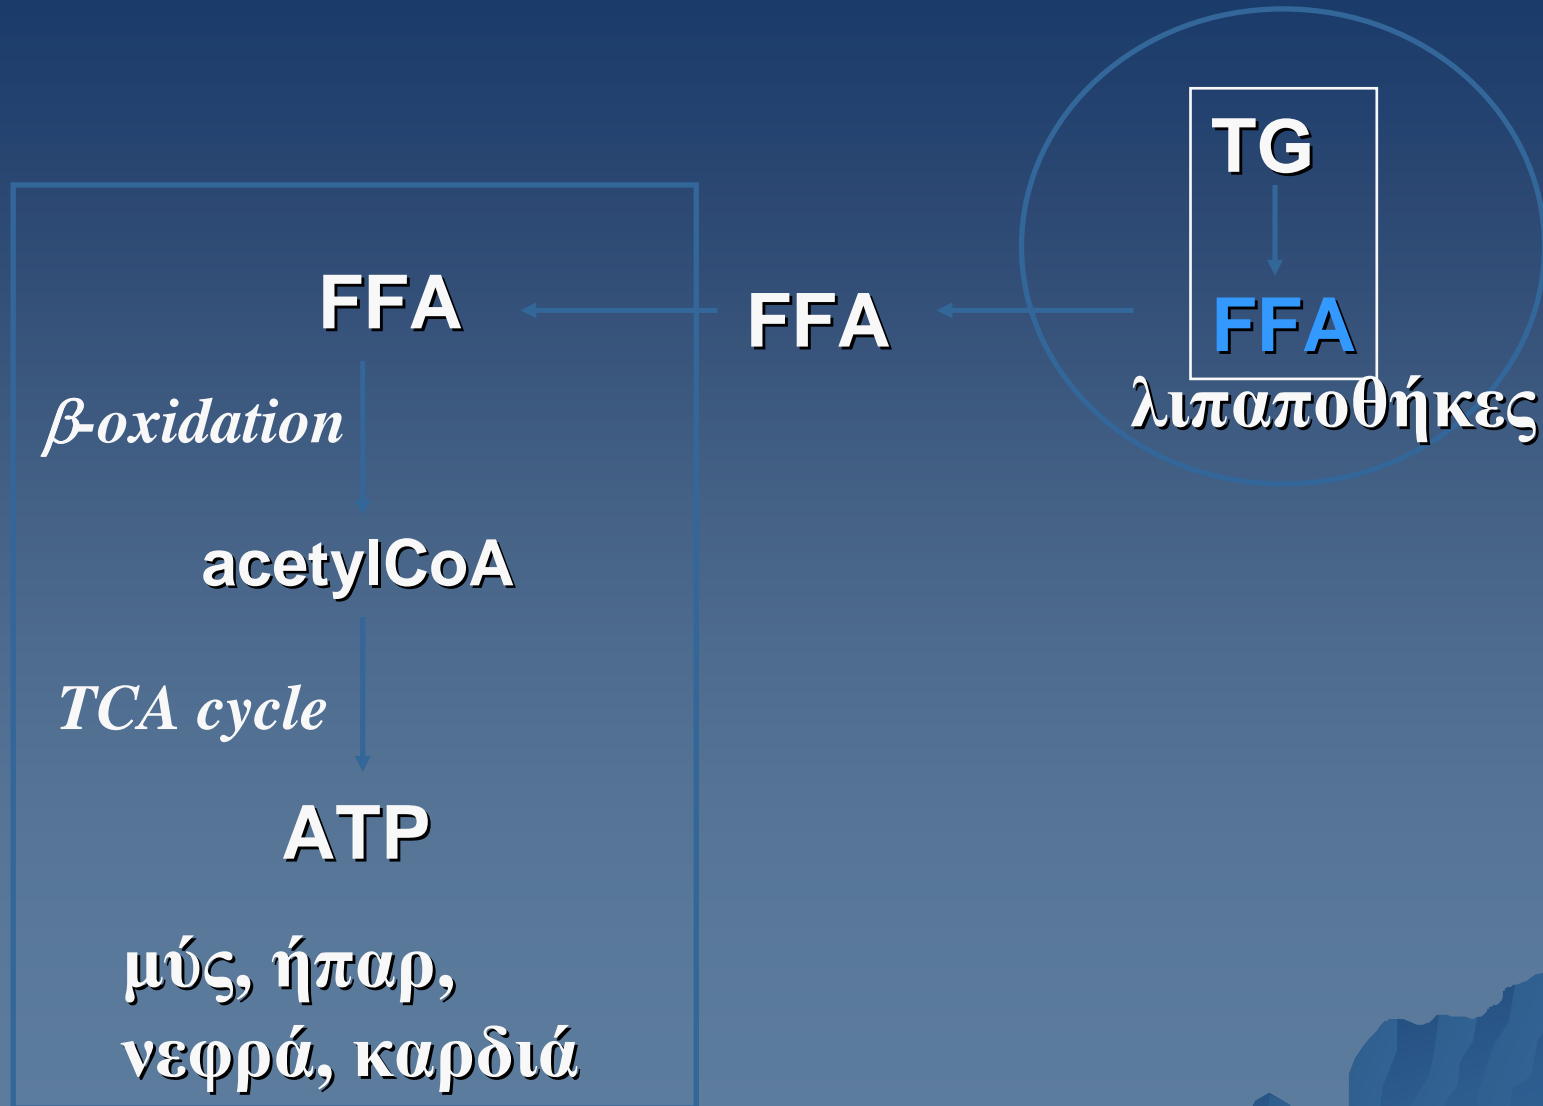 TG
FFA
λιπαποθήκες
FFA
FFA
β-oxidation
acetylCoA
TCA cycle
ATP
μύς, ήπαρ,
νεφρά, καρδιά